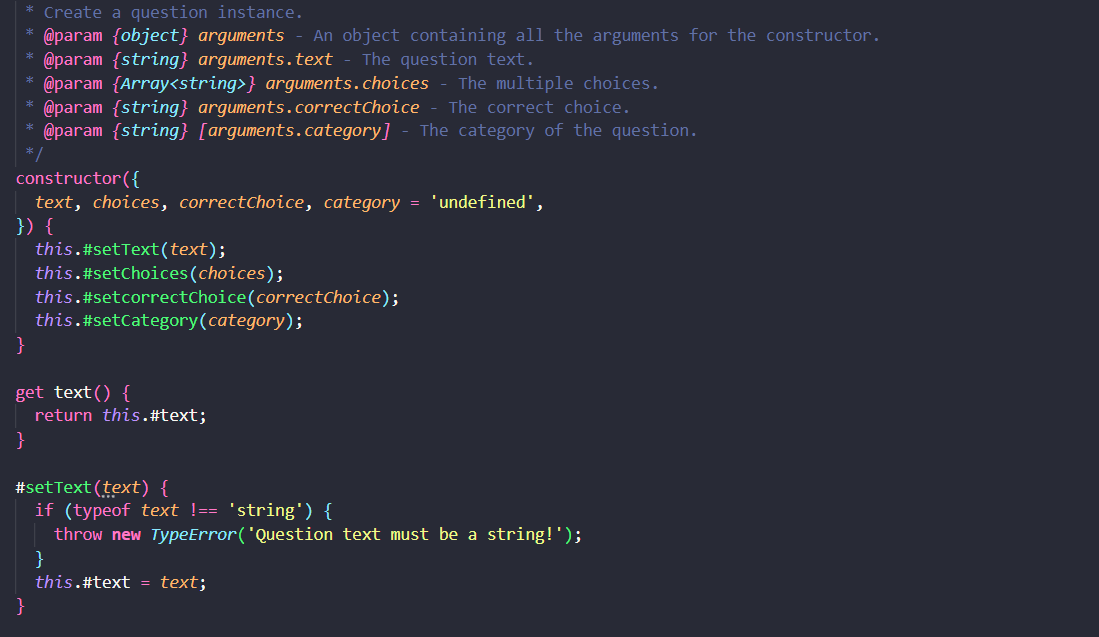 * Create a question instance.
* @param {object} arguments - An object containing all the arguments for the constructor.
* @param {string} arguments.text - The question text.
* @param {Array<string>} arguments.choices - The multiple choices.
* @param {string} arguments.correctChoice - The correct choice.
* @param {string} [arguments.category] - The category of the question.
*/
constructor({
text, choices, correctChoice, category = 'undefined',
}) {
this.#setText(text);
this.#setChoices(choices);
this.#setcorrectChoice(correctChoice);
this.#setCategory(category);
}
get text() {
return this.#text;
}
#setText(text) {
if (typeof text !== 'string') {
throw new TypeError('Question text must be a string!');
}
this.#text = text;
}